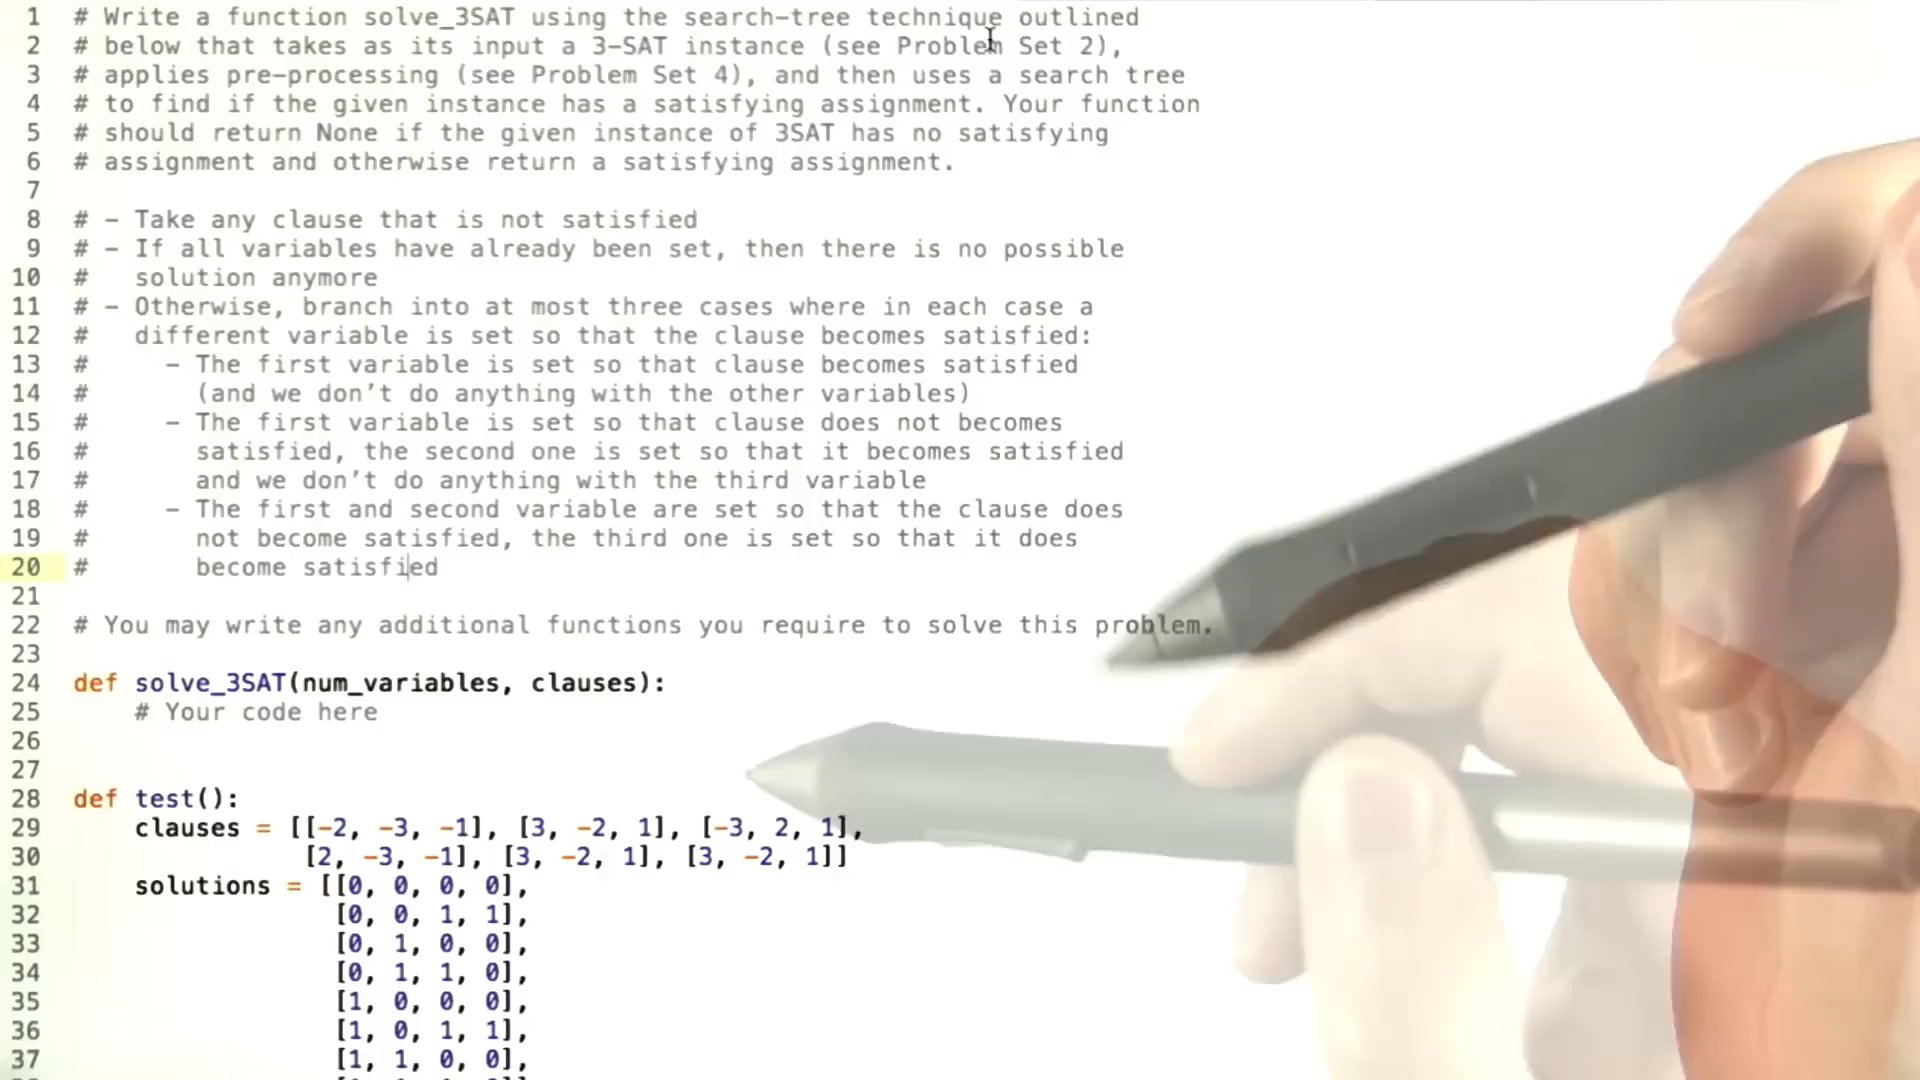 1 # Write a function solve_3SAT using the search-tree technique outlined
2 # below that takes as its input a 3-SAT instance (see Problem Set 2),
3 # applies pre-processing (see Problem Set 4), and then uses a search tree
4 # to find if the given instance has a satisfying assignment. Your function
5 # should return None if the given instance of 3SAT has no satisfying
6 # assignment and otherwise return a satisfying assignment.
7
8 # - Take any clause that is not satisfied
9 # - If all variables have already been set, then there is no possible
10 #   solution anymore
11 # - Otherwise, branch into at most three cases where in each case a
12 #   different variable is set so that the clause becomes satisfied:
13 #     - The first variable is set so that clause becomes satisfied
14 #       (and we don't do anything with the other variables)
15 #     - The first variable is set so that clause does not becomes
16 #       satisfied, the second one is set so that it becomes satisfied
17 #       and we don't do anything with the third variable
18 #     - The first and second variable are set so that the clause does
19 #       not become satisfied, the third one is set so that it does
20 #       become satisfied
21
22 # You may write any additional functions you require to solve this problem.
23
24 def solve_3SAT(num_variables, clauses):
25     # Your code here
26
27
28 def test():
29     clauses = [[-2, -3, -1], [3, -2, 1], [-3, 2, 1],
30                [2, -3, -1], [3, -2, 1], [3, -2, 1]]
31     solutions = [[0, 0, 0, 0],
32                  [0, 0, 1, 1],
33                  [0, 1, 0, 0],
34                  [0, 1, 1, 0],
35                  [1, 0, 0, 0],
36                  [1, 0, 1, 1],
37                  [1, 1, 0, 0],